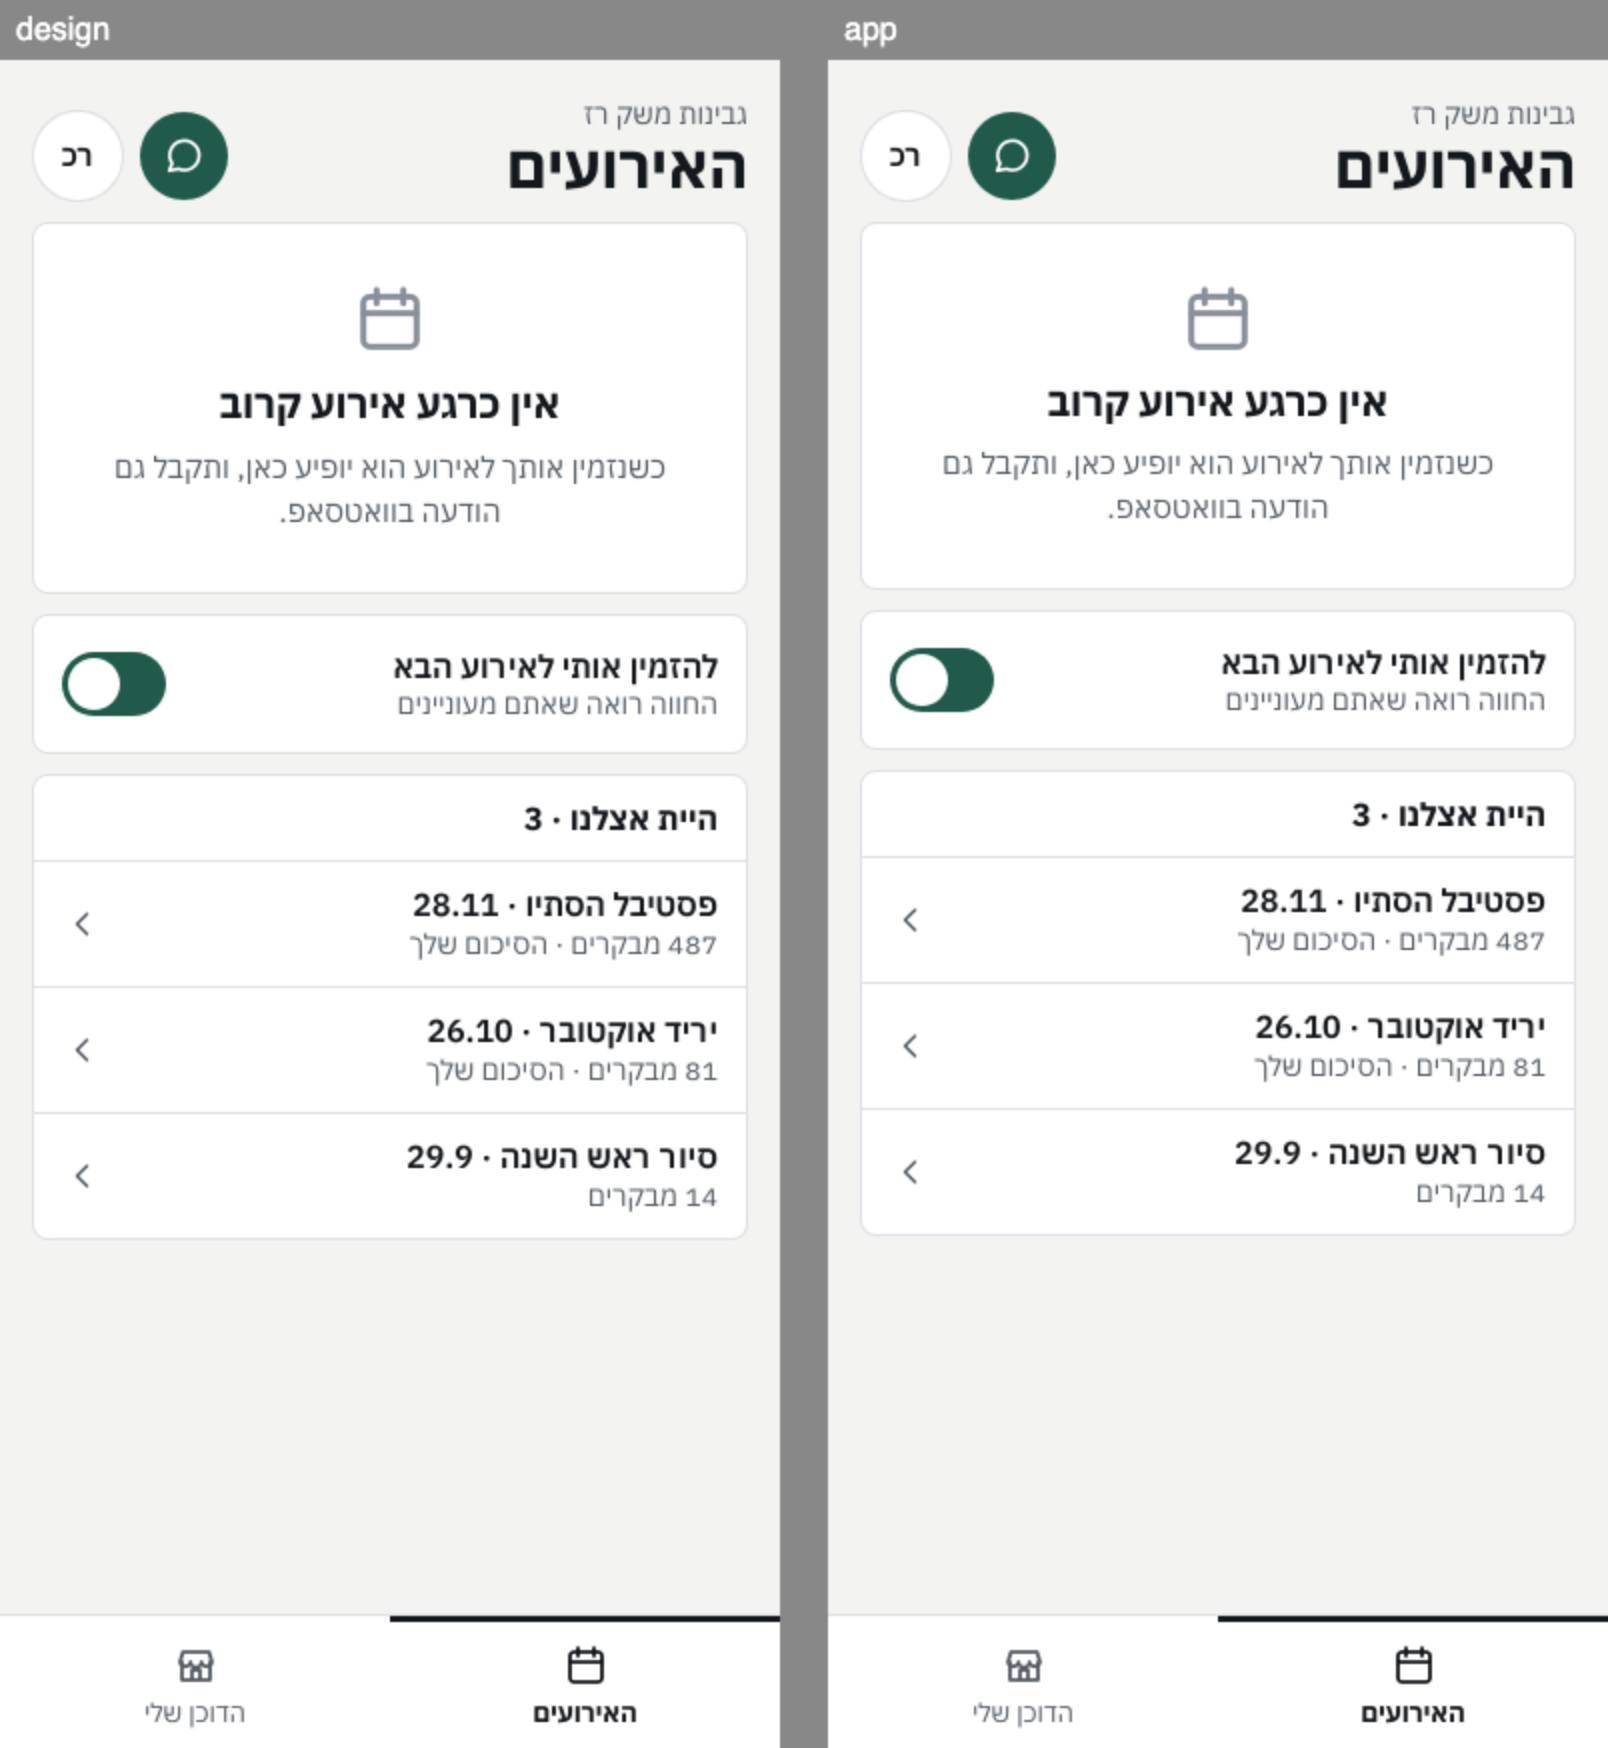 design
גבינות משק רז
האירועים
רכ
אין כרגע אירוע קרוב
כשנזמין אותך לאירוע הוא יופיע כאן, ותקבל גם
הודעה בוואטסאפ.
להזמין אותי לאירוע הבא
החווה רואה שאתם מעוניינים
היית אצלנו · 3
פסטיבל הסתיו · 28.11
487 מבקרים · הסיכום שלך
יריד אוקטובר · 26.10
81 מבקרים · הסיכום שלך
סיור ראש השנה · 29.9
14 מבקרים
האירועים
הדוכן שלי
app
גבינות משק רז
האירועים
רכ
אין כרגע אירוע קרוב
כשנזמין אותך לאירוע הוא יופיע כאן, ותקבל גם
הודעה בוואטסאפ.
להזמין אותי לאירוע הבא
החווה רואה שאתם מעוניינים
היית אצלנו · 3
פסטיבל הסתיו · 28.11
487 מבקרים · הסיכום שלך
יריד אוקטובר · 26.10
81 מבקרים · הסיכום שלך
סיור ראש השנה · 29.9
14 מבקרים
האירועים
הדוכן שלי